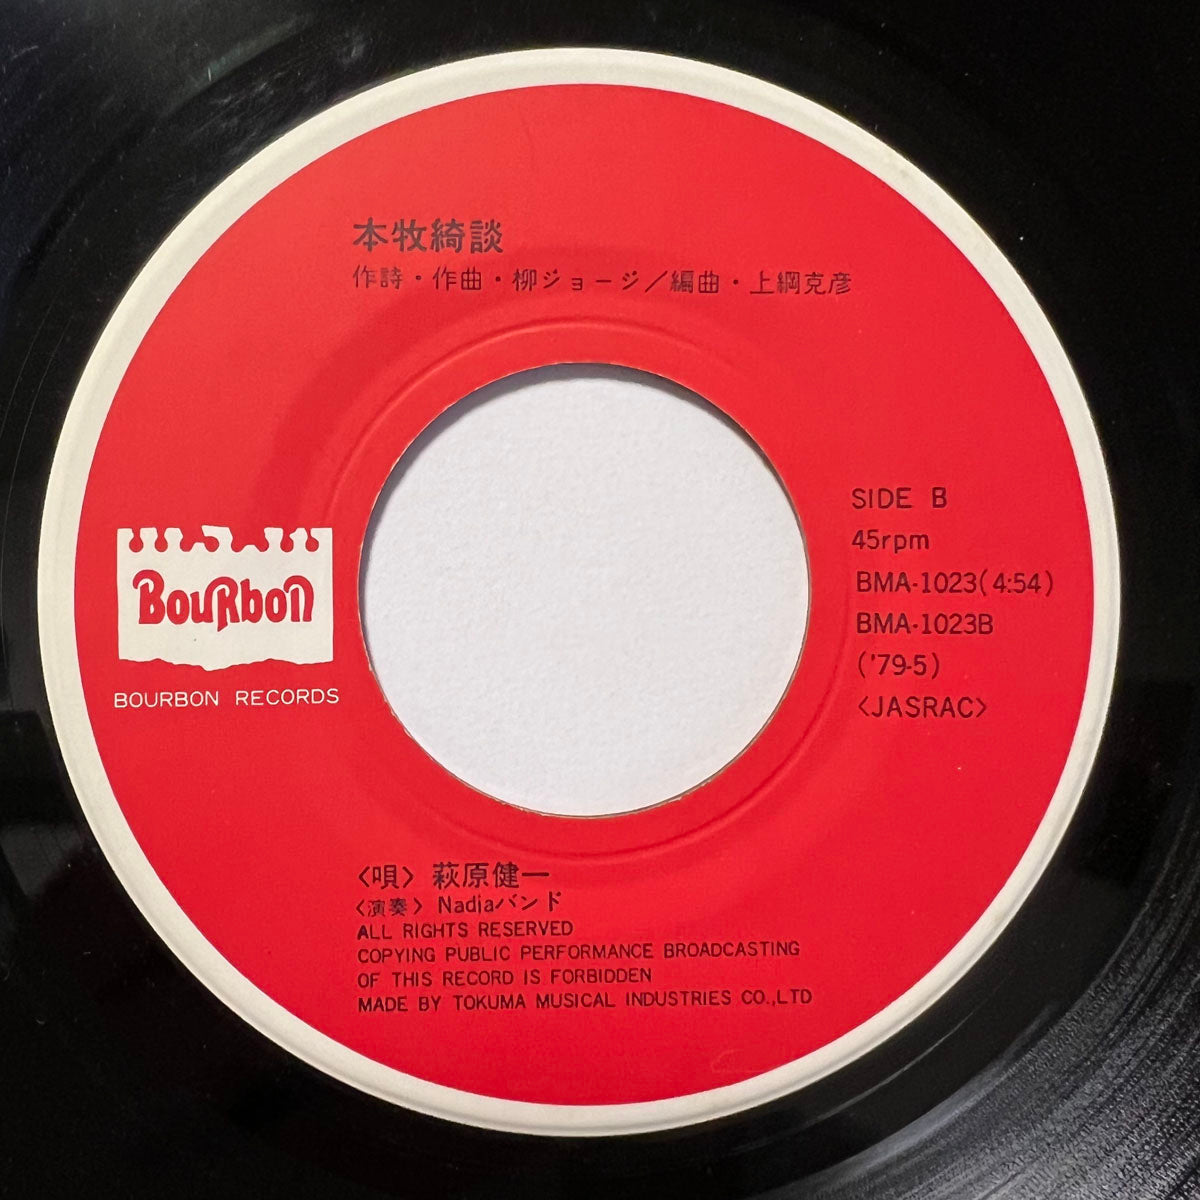 本牧綺談
作詩・作曲・柳ジョージ／編曲・上綱克彦
SIDE B
45rpm
BMA-1023(4:54)
BMA-1023B
('79-5)
〈JASRAC〉
BouRbon
BOURBON RECORDS
〈唄〉 萩原健一
〈演奏〉 Nadjaバンド
ALL RIGHTS RESERVED
COPYING PUBLIC PERFORMANCE BROADCASTING
OF THIS RECORD IS FORBIDDEN
MADE BY TOKUMA MUSICAL INDUSTRIES CO.,LTD